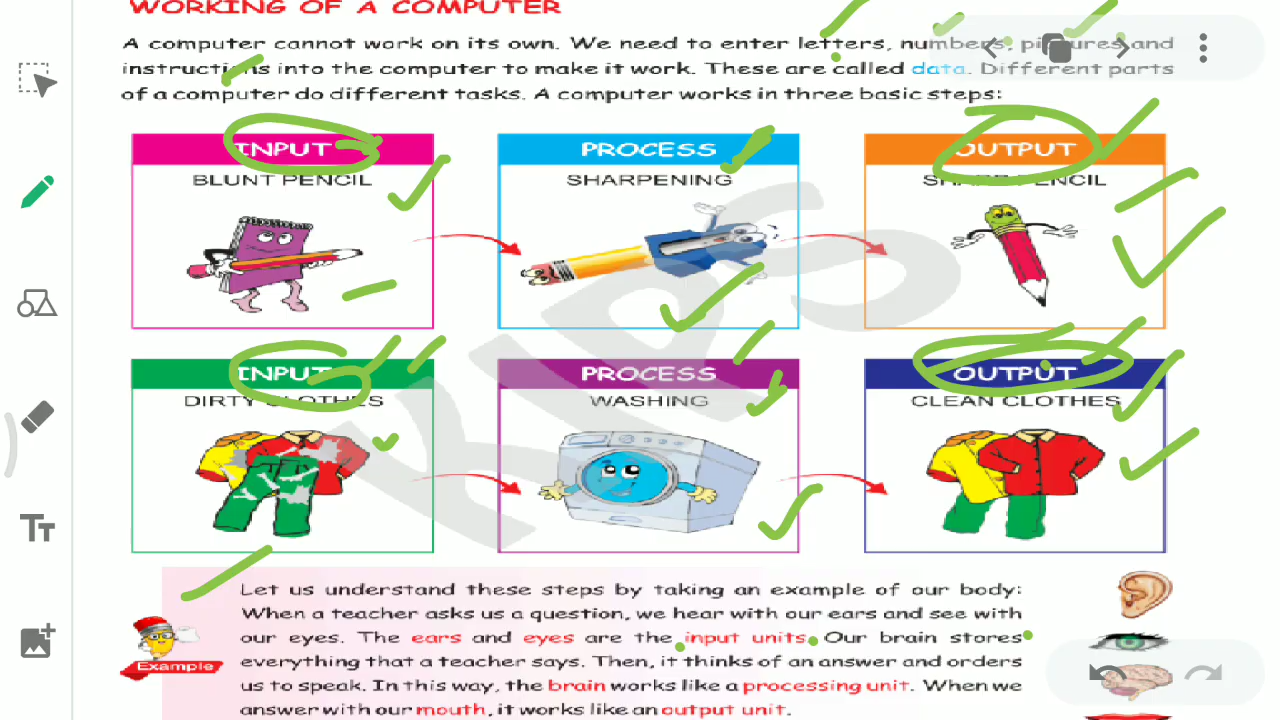 WORKING OF A COMPUTER
A computer cannot work on its own. We need to enter letters, numbers, pictures and
instructions into the computer to make it work. These are called data. Different parts
of a computer do different tasks. A computer works in three basic steps:
INPUT PROCESS OUTPUT
BLUNT PENCIL SHARPENING SHARP PENCIL
INPUT PROCESS OUTPUT
DIRTY CLOTHES WASHING CLEAN CLOTHES
KIPS
Let us understand these steps by taking an example of our body:
When a teacher asks us a question, we hear with our ears and see with
our eyes. The ears and eyes are the input units. Our brain stores
Example
everything that a teacher says. Then, it thinks of an answer and orders
us to speak. In this way, the brain works like a processing unit. When we
answer with our mouth, it works like an output unit.
Tт